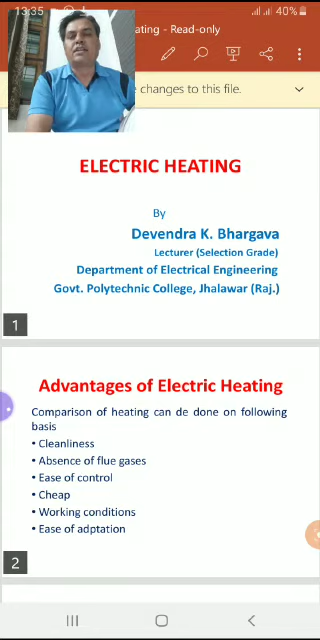 13:35
40%
ating - Read-only
changes to this file.
ELECTRIC HEATING
By
Devendra K. Bhargava
Lecturer (Selection Grade)
Department of Electrical Engineering
Govt. Polytechnic College, Jhalawar (Raj.)
1
Advantages of Electric Heating
Comparison of heating can de done on following
basis
• Cleanliness
• Absence of flue gases
• Ease of control
• Cheap
• Working conditions
• Ease of adptation
2